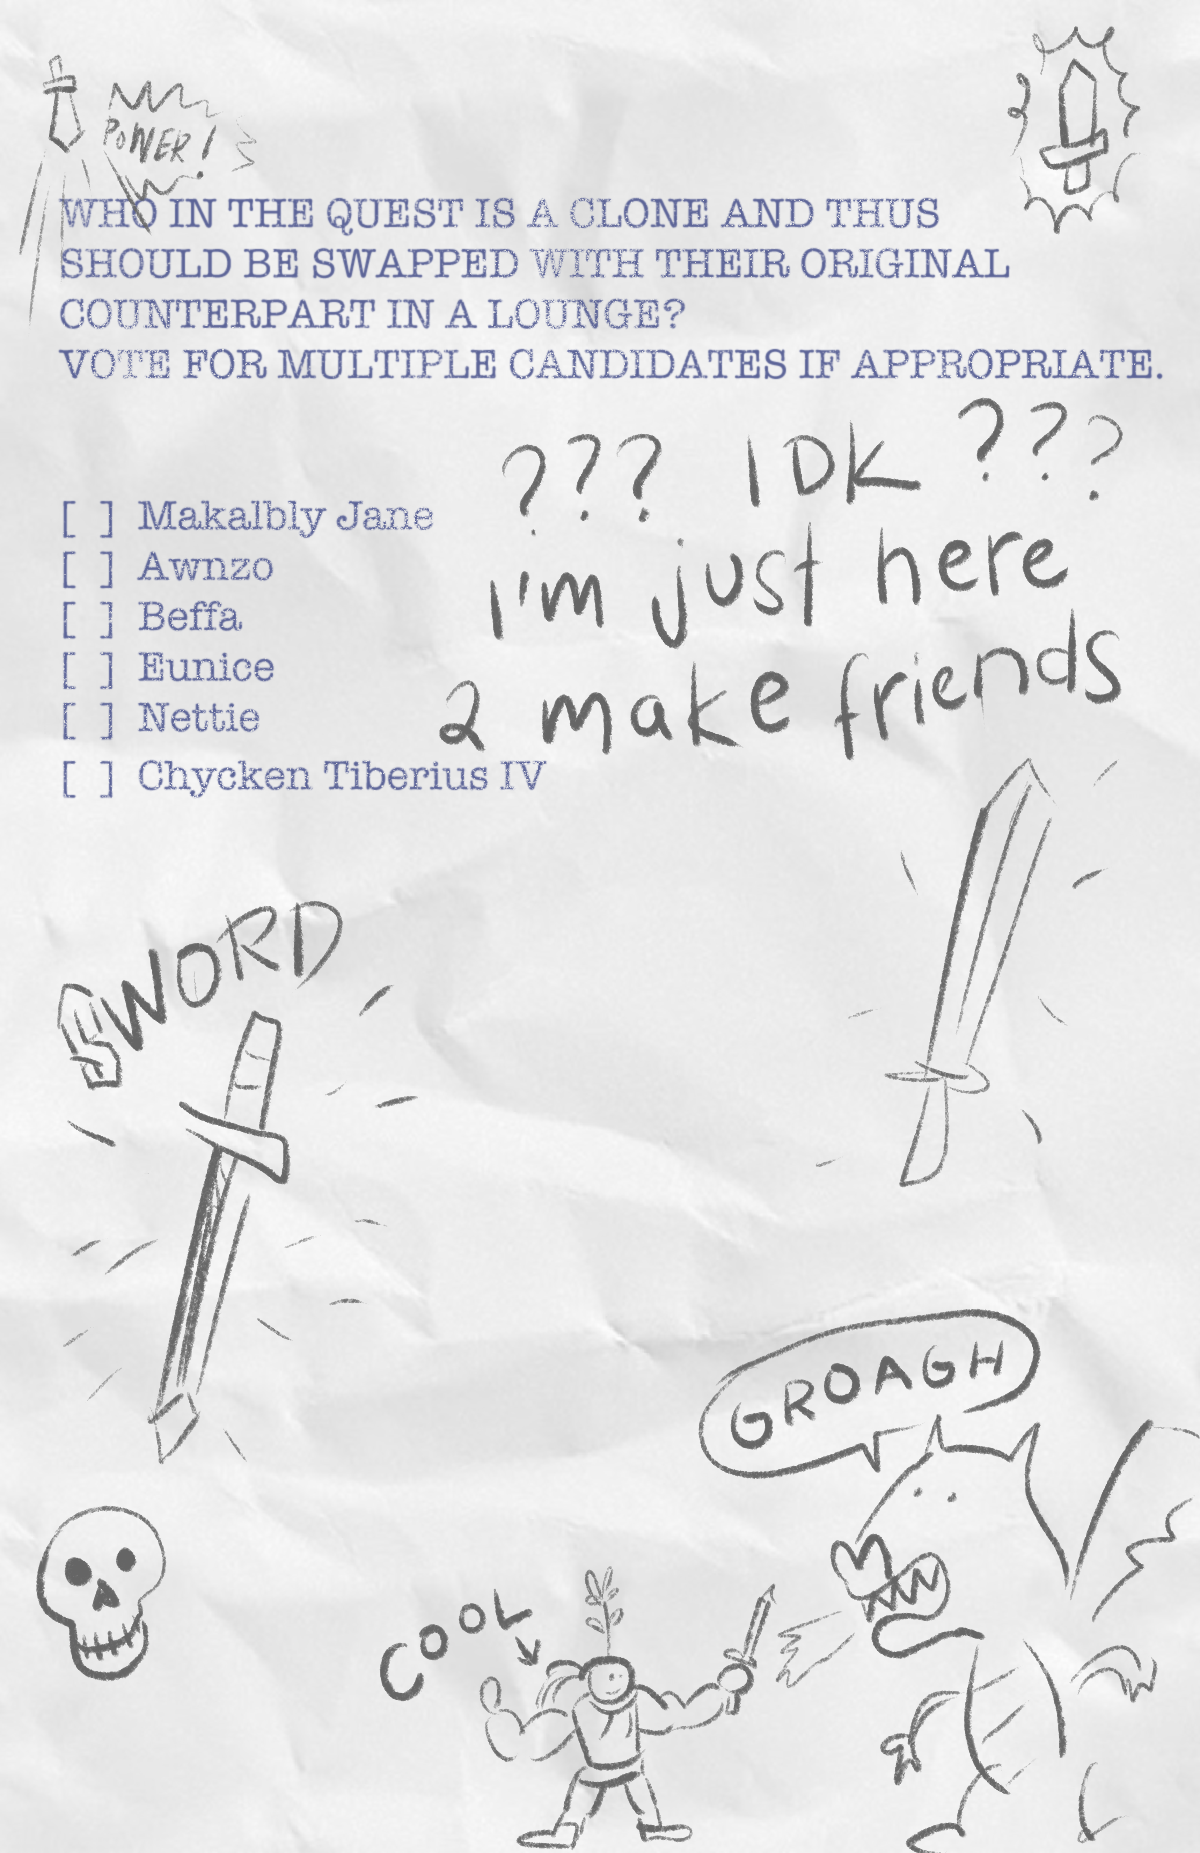 POWER!
WHO IN THE QUEST IS A CLONE AND THUS
SHOULD BE SWAPPED WITH THEIR ORIGINAL
COUNTERPART IN A LOUNGE?
VOTE FOR MULTIPLE CANDIDATES IF APPROPRIATE.
??? IDK ???
I'm just here
2 make friends
[ ] Makalbly Jane
[ ] Awnzo
[ ] Beffa
[ ] Eunice
[ ] Nettie
[ ] Chycken Tiberius IV
SWORD
GROAGH
COOL